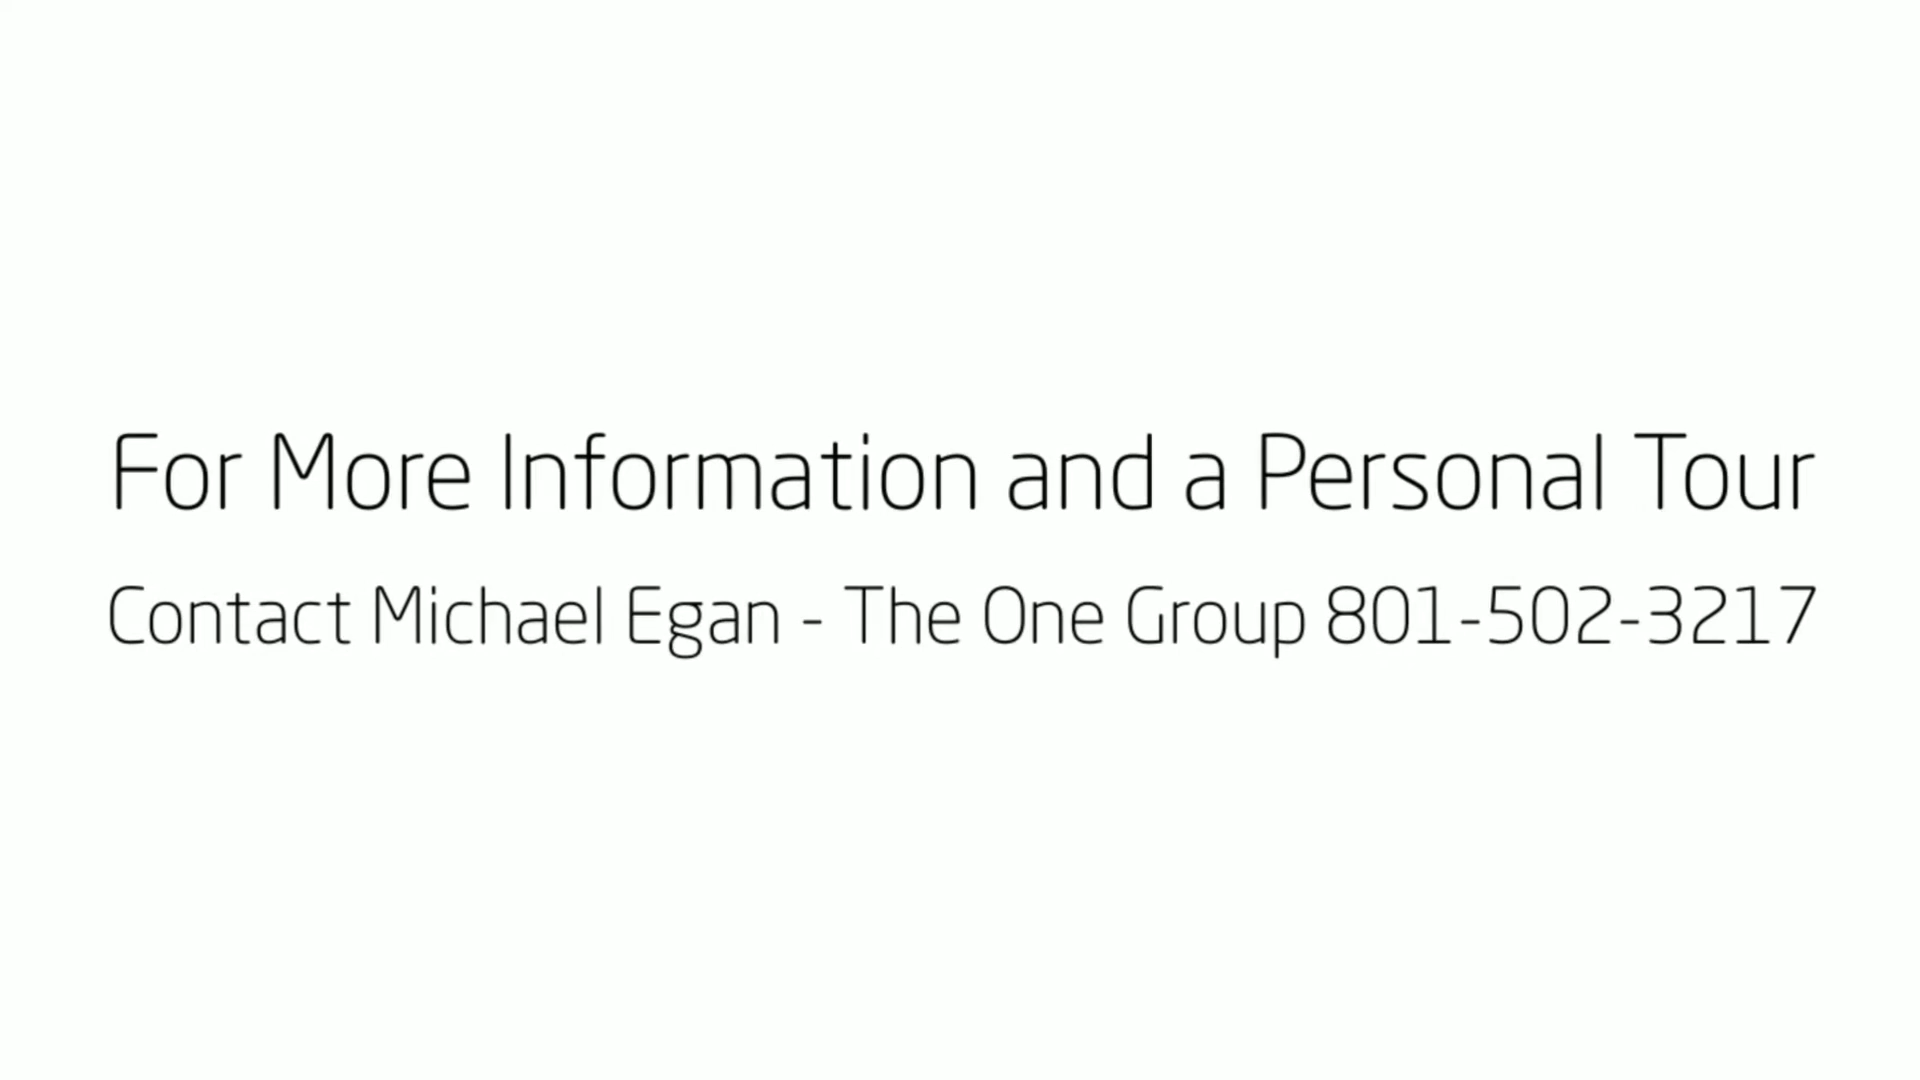 For More Information and a Personal Tour
Contact Michael Egan - The One Group 801-502-3217